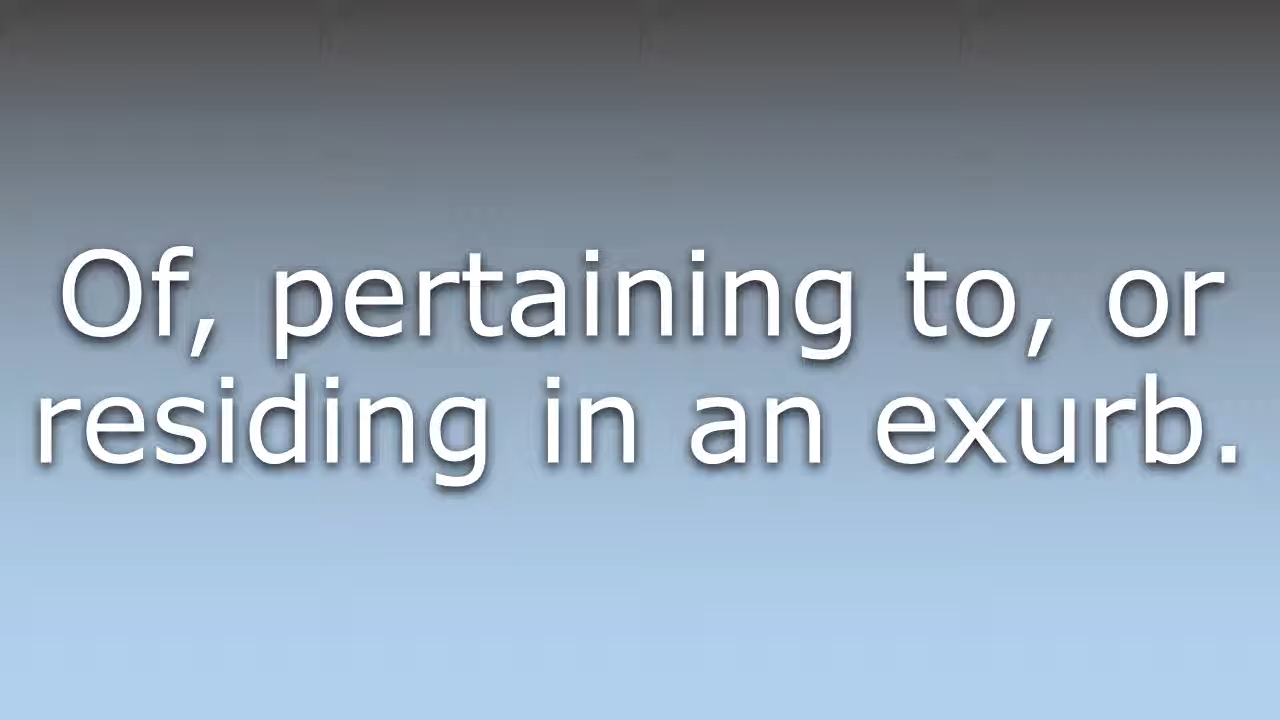 Of, pertaining to, or
residing in an exurb.